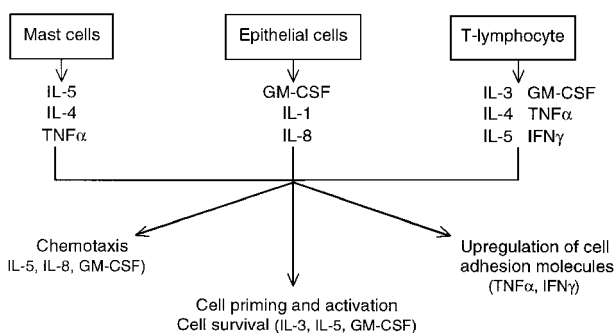 Mast cells
Epithelial cells
T-lymphocyte
IL-5
IL-4
TNFα
GM-CSF
IL-1
IL-8
IL-3 GM-CSF
IL-4 TNFα
IL-5 IFNγ
Chemotaxis
IL-5, IL-8, GM-CSF)
Cell priming and activation
Cell survival (IL-3, IL-5, GM-CSF)
Upregulation of cell
adhesion molecules
(TNFα, IFNγ)